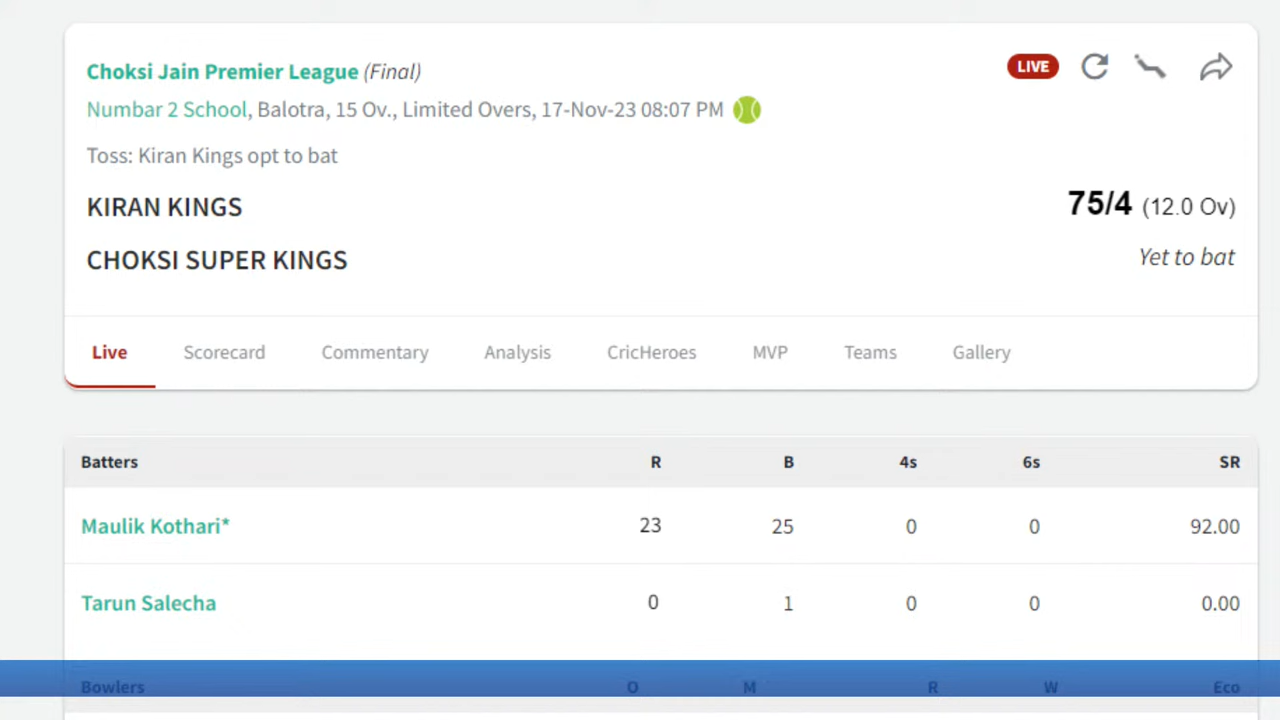 Choksi Jain Premier League (Final)
LIVE
Numbar 2 School, Balotra, 15 Ov., Limited Overs, 17-Nov-23 08:07 PM
Toss: Kiran Kings opt to bat
KIRAN KINGS 75/4 (12.0 Ov)
CHOKSI SUPER KINGS Yet to bat
Live Scorecard Commentary Analysis CricHeroes MVP Teams Gallery
Batters R B 4s 6s SR
Maulik Kothari* 23 25 0 0 92.00
Tarun Salecha 0 1 0 0 0.00
Bowlers O M R W Eco